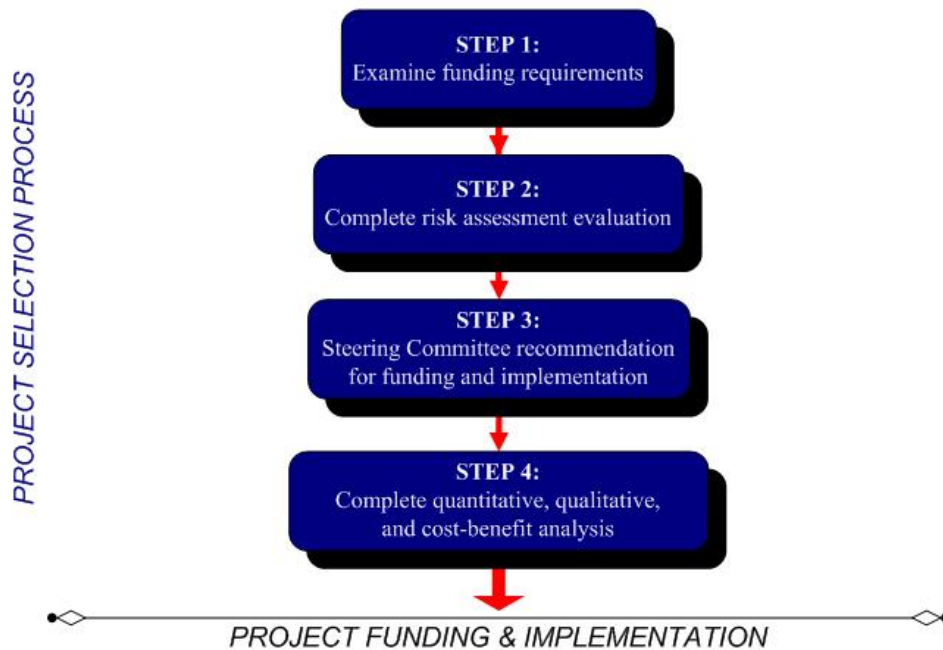 PROJECT SELECTION PROCESS
STEP 1:
Examine funding requirements
STEP 2:
Complete risk assessment evaluation
STEP 3:
Steering Committee recommendation
for funding and implementation
STEP 4:
Complete quantitative, qualitative,
and cost-benefit analysis
PROJECT FUNDING & IMPLEMENTATION